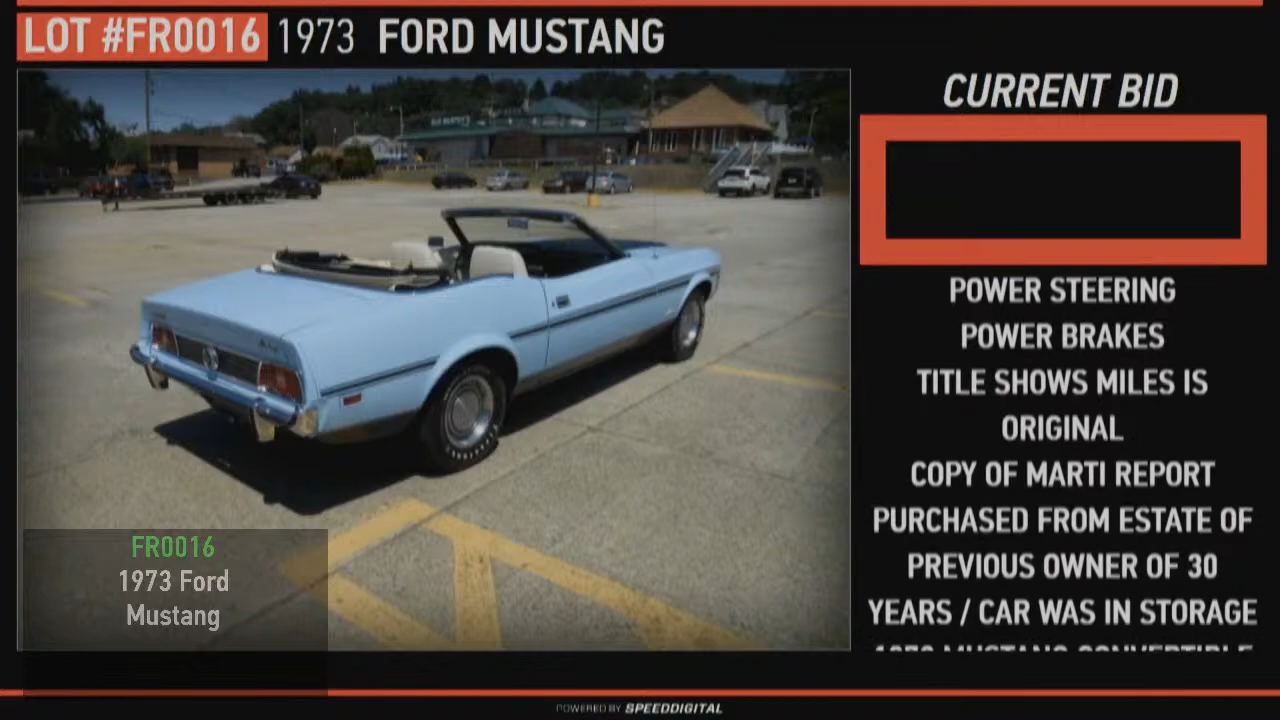 LOT #FR0016 1973 FORD MUSTANG
CURRENT BID
POWER STEERING
POWER BRAKES
TITLE SHOWS MILES IS
ORIGINAL
COPY OF MARTI REPORT
PURCHASED FROM ESTATE OF
PREVIOUS OWNER OF 30
YEARS / CAR WAS IN STORAGE
FR0016
1973 Ford
Mustang
POWERED BY SPEEDDIGITAL